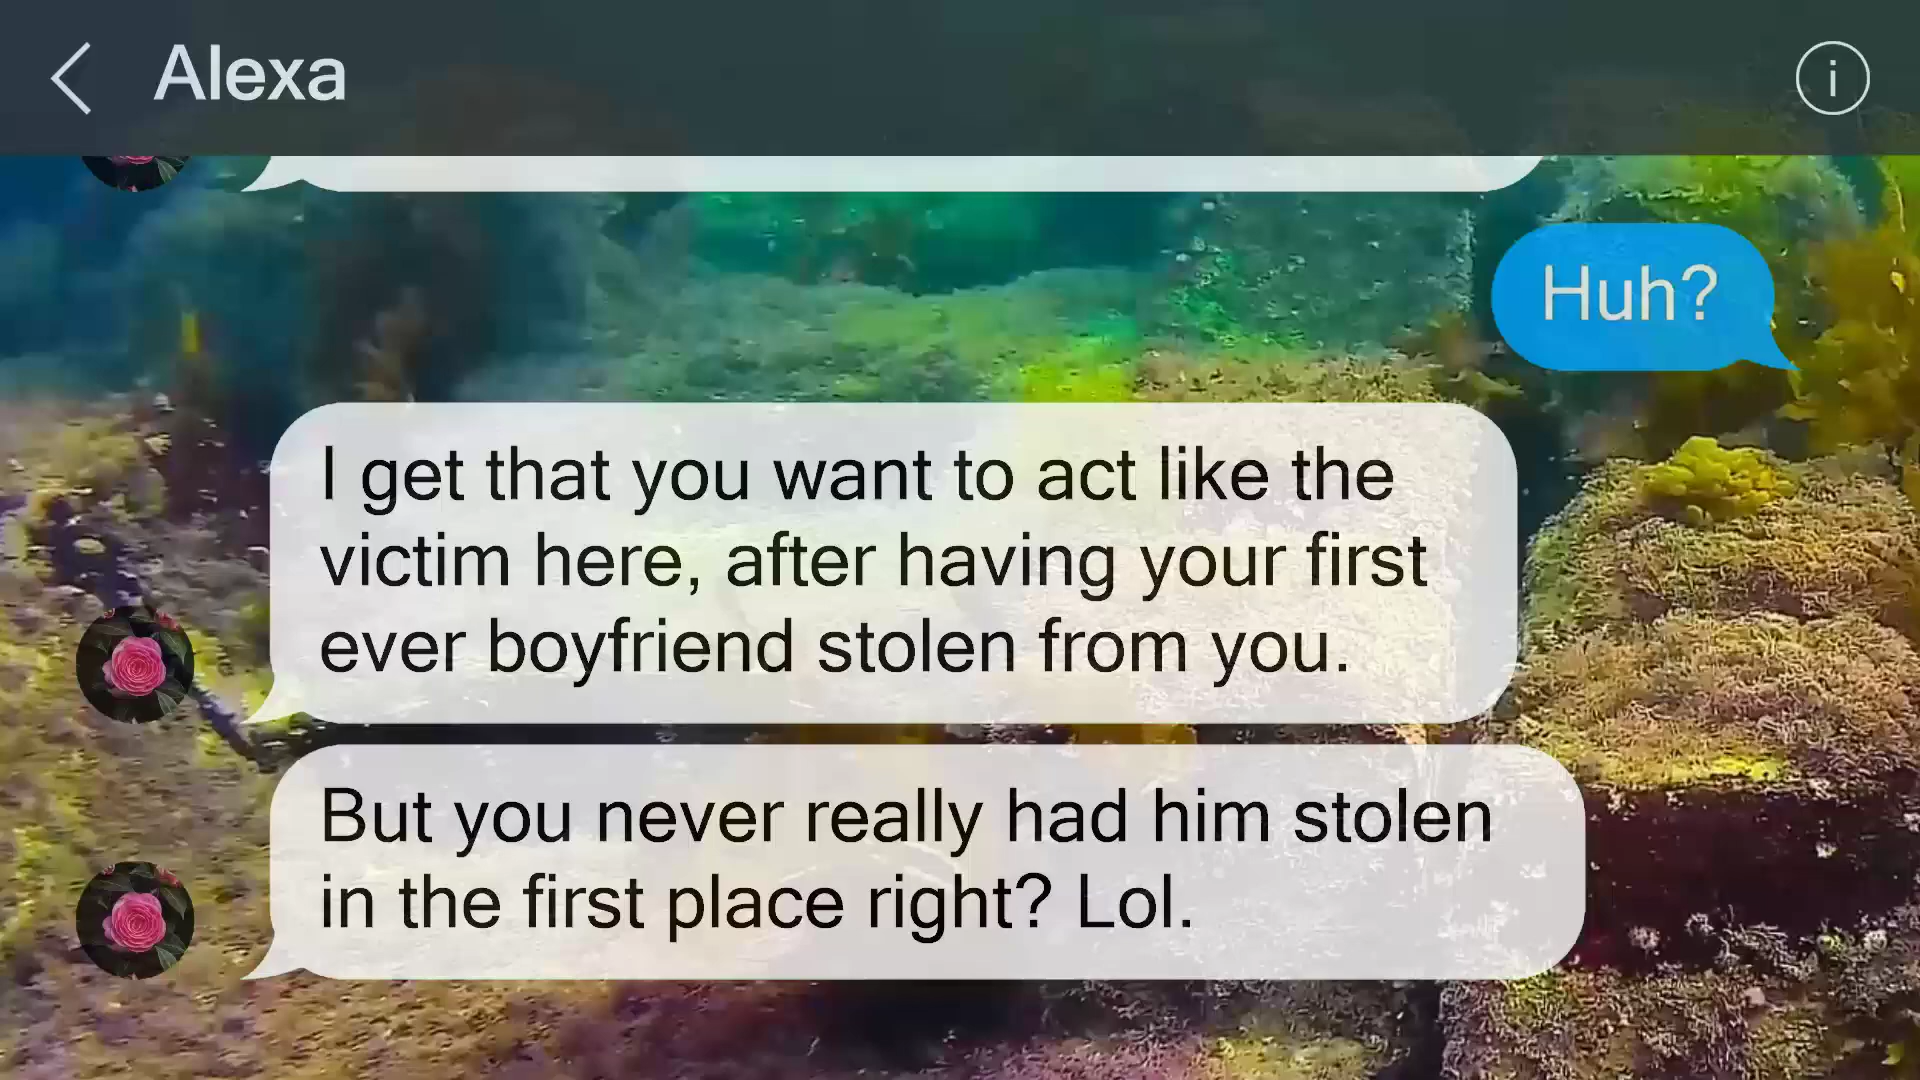 Alexa
Huh?
I get that you want to act like the
victim here, after having your first
ever boyfriend stolen from you.
But you never really had him stolen
in the first place right? Lol.